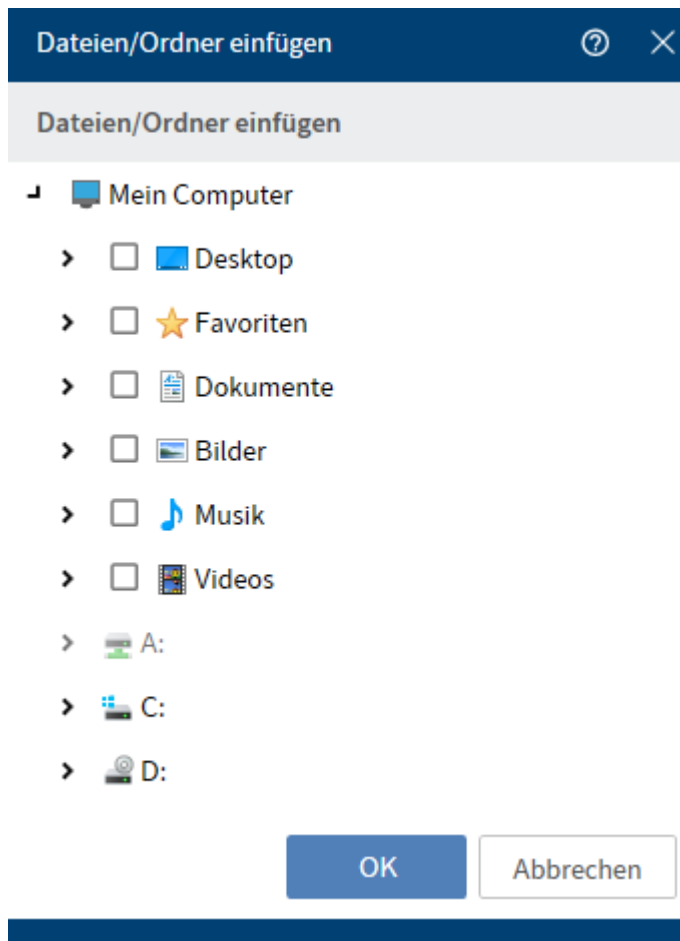 Dateien/Ordner einfügen
Dateien/Ordner einfügen
Mein Computer
Desktop
Favoriten
Dokumente
Bilder
Musik
Videos
A:
C:
D:
OK Abbrechen